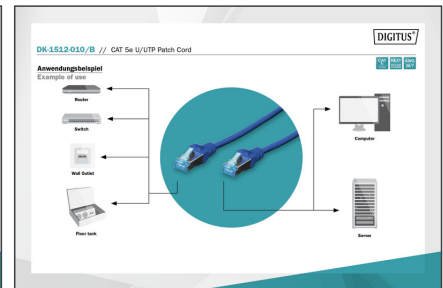 DIGITUS®
DK-1512-010/B // CAT 5e U/UTP Patch Cord
Anwendungsbeispiel
Example of use
Router
Switch
Wall Outlet
Floor tank
Computer
Server